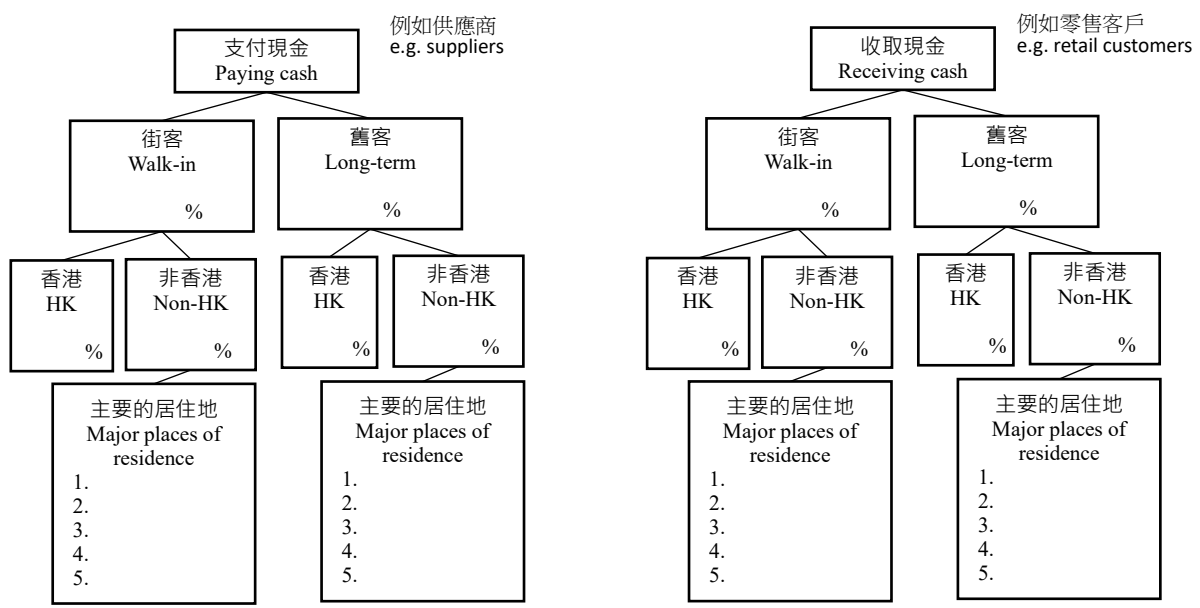 支付現金
Paying cash
例如供應商
e.g. suppliers
街客
Walk-in
%
舊客
Long-term
%
香港
HK
%
非香港
Non-HK
%
香港
HK
%
非香港
Non-HK
%
主要的居住地
Major places of
residence
1.
2.
3.
4.
5.
主要的居住地
Major places of
residence
1.
2.
3.
4.
5.
收取現金
Receiving cash
例如零售客戶
e.g. retail customers
街客
Walk-in
%
舊客
Long-term
%
香港
HK
%
非香港
Non-HK
%
香港
HK
%
非香港
Non-HK
%
主要的居住地
Major places of
residence
1.
2.
3.
4.
5.
主要的居住地
Major places of
residence
1.
2.
3.
4.
5.